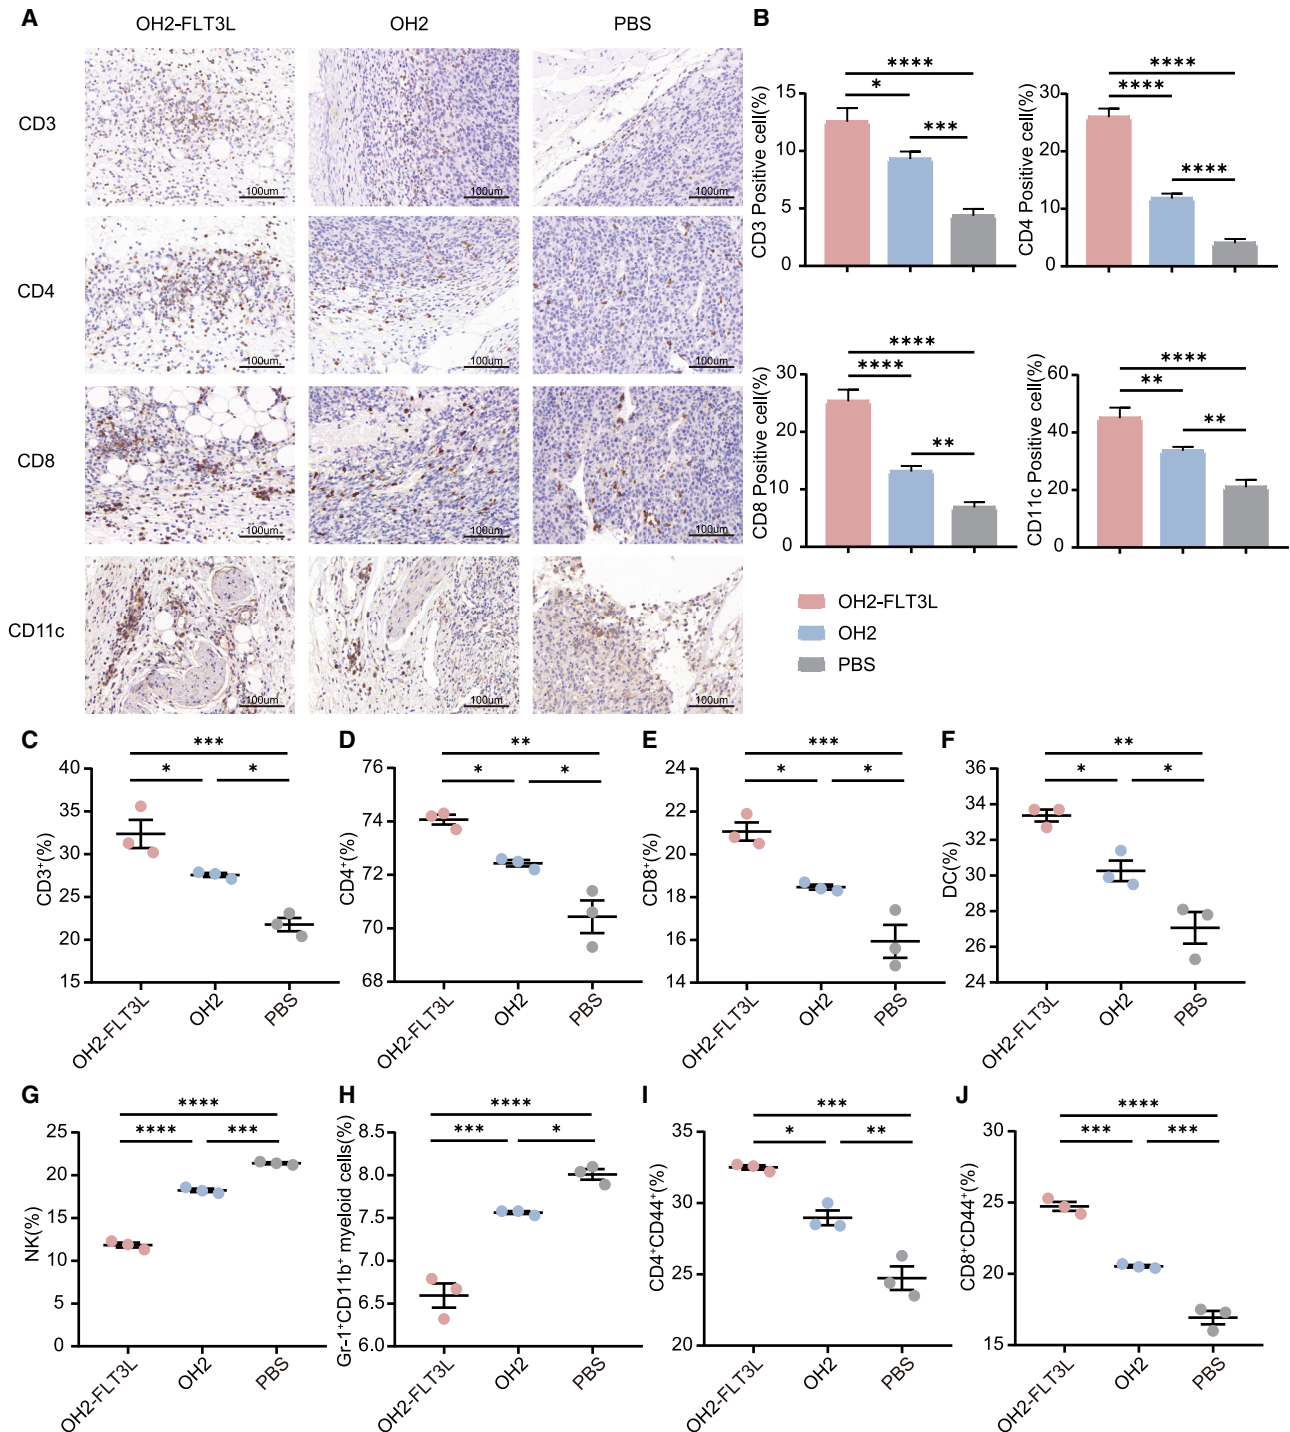 A
OH2-FLT3L
OH2
PBS
CD3
100um
100um
100um
CD4
100um
100um
100um
CD8
100um
100um
100um
CD11c
100um
100um
100um
B
CD3 Positive cell(%)
15
10
5
0
****
*
***
CD4 Positive cell(%)
30
20
10
0
****
****
****
CD8 Positive cell(%)
30
20
10
0
****
****
**
CD11c Positive cell(%)
60
40
20
0
****
**
**
OH2-FLT3L
OH2
PBS
C
CD3⁺(%)
40
35
30
25
20
15
***
*
*
OH2-FLT3L
OH2
PBS
D
CD4⁺(%)
76
74
72
70
68
**
*
*
OH2-FLT3L
OH2
PBS
E
CD8⁺(%)
24
22
20
18
16
14
***
*
*
OH2-FLT3L
OH2
PBS
F
DC(%)
36
34
32
30
28
26
24
**
*
*
OH2-FLT3L
OH2
PBS
G
NK(%)
25
20
15
10
5
0
****
****
***
OH2-FLT3L
OH2
PBS
H
Gr-1⁺CD11b⁺ myeloid cells(%)
8.5
8.0
7.5
7.0
6.5
6.0
****
***
*
OH2-FLT3L
OH2
PBS
I
CD4⁺CD44⁺(%)
35
30
25
20
***
*
**
OH2-FLT3L
OH2
PBS
J
CD8⁺CD44⁺(%)
30
25
20
15
****
***
***
OH2-FLT3L
OH2
PBS